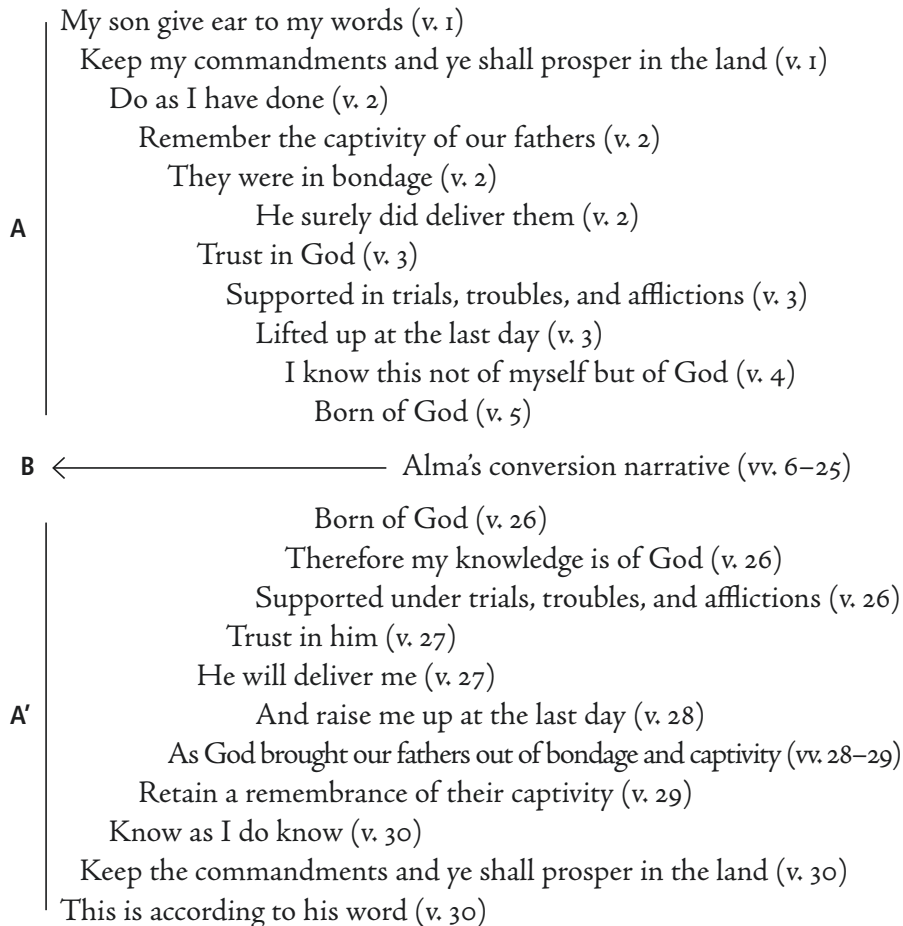 My son give ear to my words (v. 1)
Keep my commandments and ye shall prosper in the land (v. 1)
Do as I have done (v. 2)
Remember the captivity of our fathers (v. 2)
They were in bondage (v. 2)
A
He surely did deliver them (v. 2)
Trust in God (v. 3)
Supported in trials, troubles, and afflictions (v. 3)
Lifted up at the last day (v. 3)
I know this not of myself but of God (v. 4)
Born of God (v. 5)
B
Alma’s conversion narrative (vv. 6–25)
Born of God (v. 26)
Therefore my knowledge is of God (v. 26)
Supported under trials, troubles, and afflictions (v. 26)
Trust in him (v. 27)
He will deliver me (v. 27)
A′
And raise me up at the last day (v. 28)
As God brought our fathers out of bondage and captivity (vv. 28–29)
Retain a remembrance of their captivity (v. 29)
Know as I do know (v. 30)
Keep the commandments and ye shall prosper in the land (v. 30)
This is according to his word (v. 30)